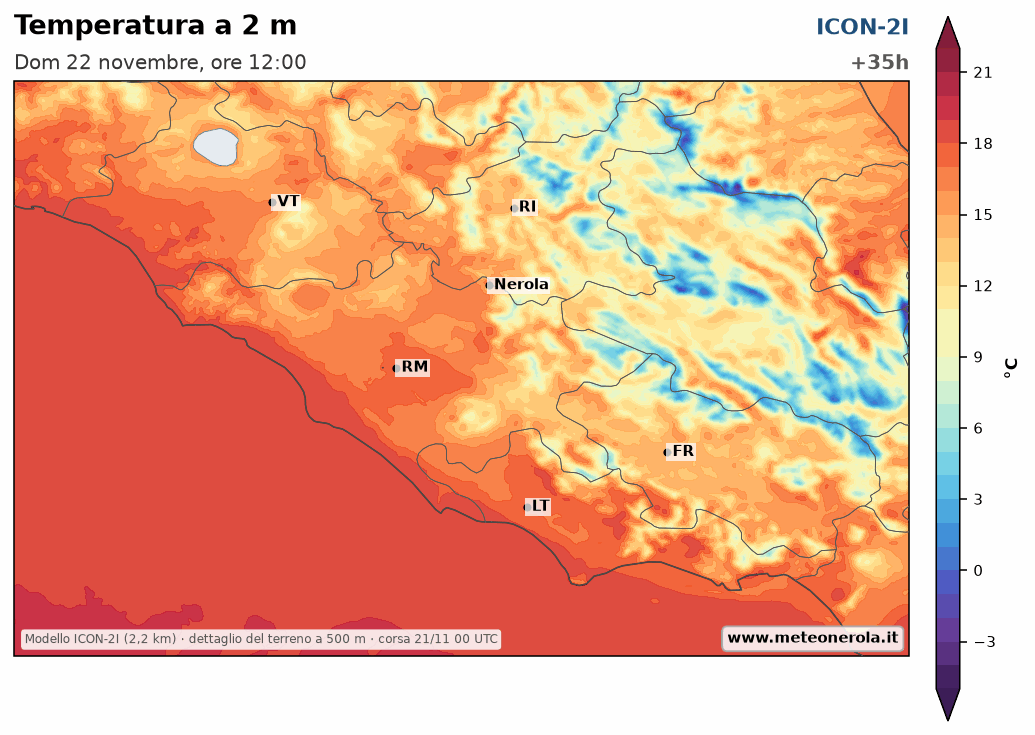 Temperatura a 2 m
ICON-2I
Dom 22 novembre, ore 12:00
+35h
VT
RI
Nerola
RM
FR
LT
Modello ICON-2I (2,2 km) · dettaglio del terreno a 500 m · corsa 21/11 00 UTC
www.meteonerola.it
21
18
15
12
9
6
3
0
−3
°C